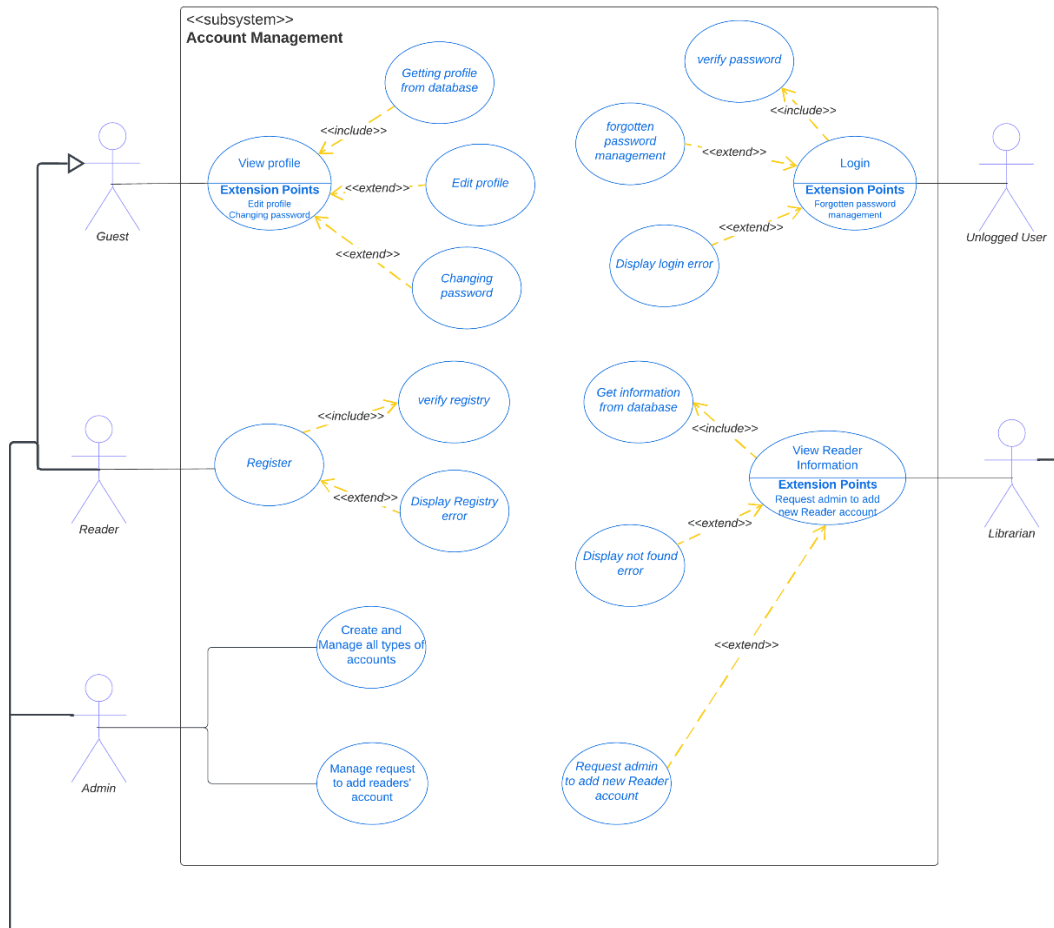 <<subsystem>>
Account Management
Getting profile
from database
<<include>>
View profile
Extension Points
Edit profile
Changing password
<<extend>>
Edit profile
<<extend>>
Changing
password
Guest
verify password
<<include>>
forgotten
password
management
<<extend>>
Login
Extension Points
Forgotten password
management
<<extend>>
Display login error
Unlogged User
verify registry
<<include>>
Register
<<extend>>
Display Registry
error
Reader
Get information
from database
<<include>>
View Reader
Information
Extension Points
Request admin to add
new Reader account
<<extend>>
Display not found
error
Librarian
<<extend>>
Create and
Manage all types of
accounts
Admin
Manage request
to add readers'
account
Request admin
to add new Reader
account